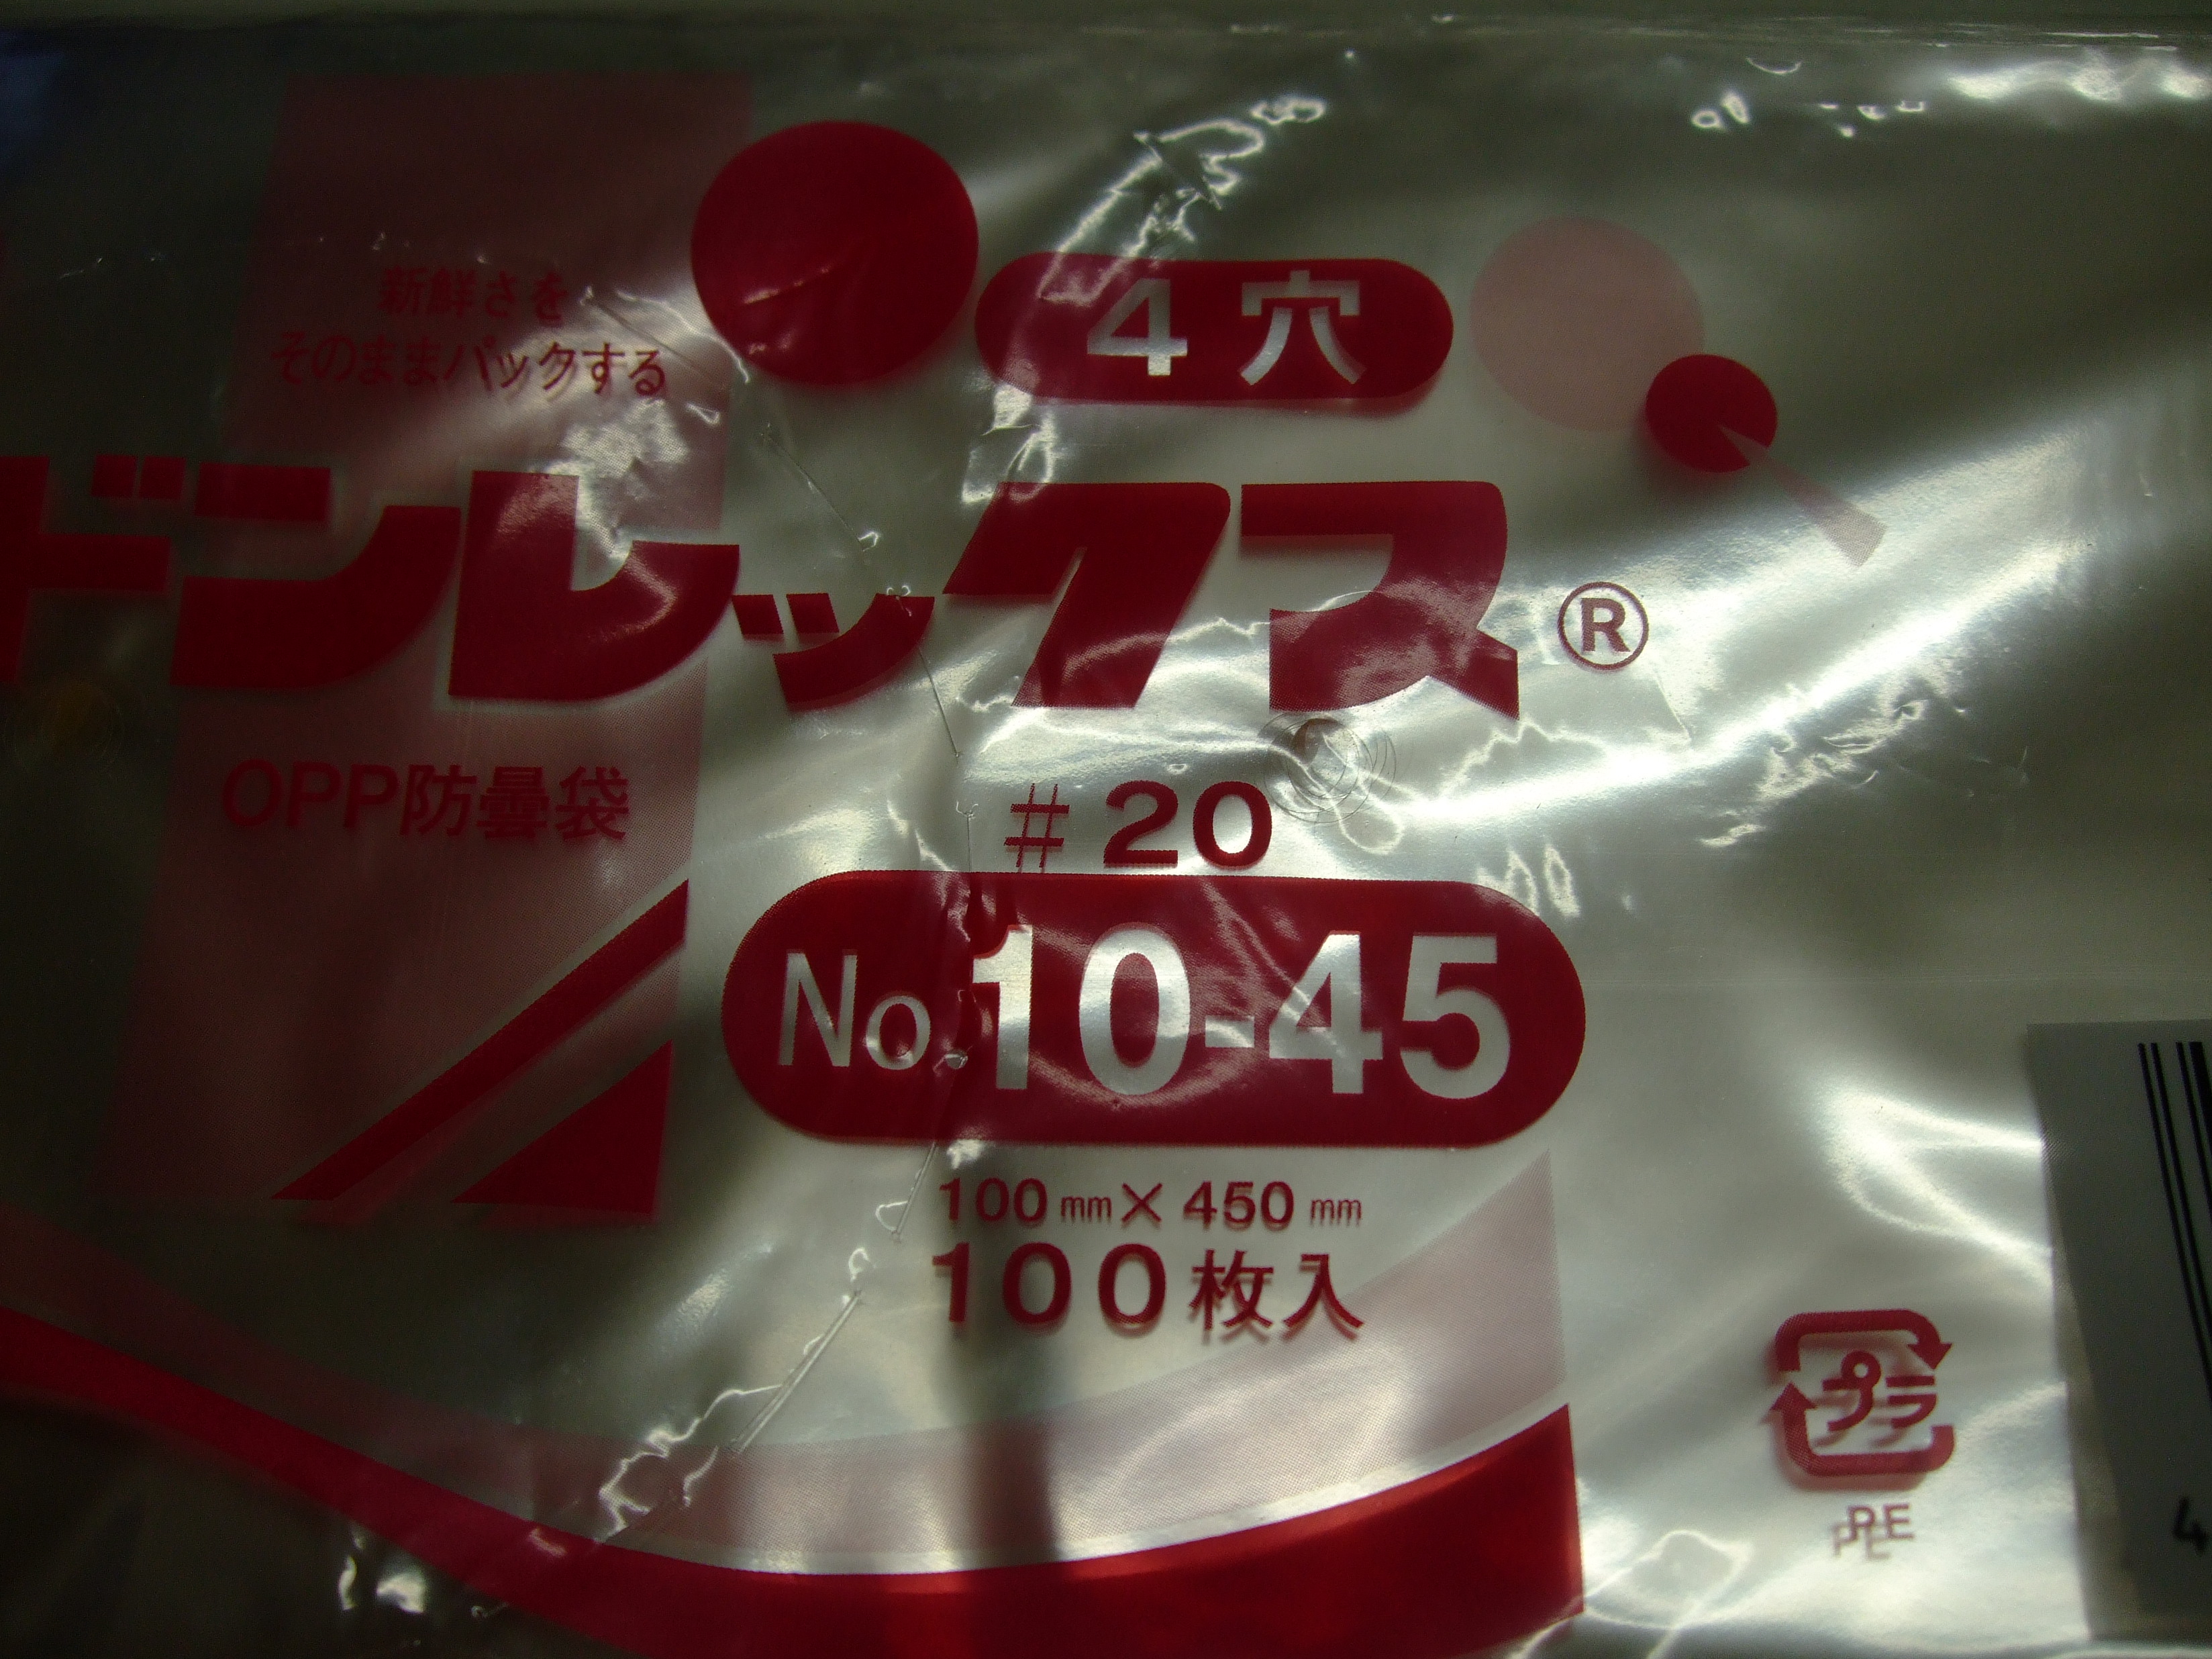 4穴
新鮮さを
そのままパックする
ドンレックス®
OPP防曇袋
#20
No.10-45
100mm×450mm
100枚入
プラ
PE
4